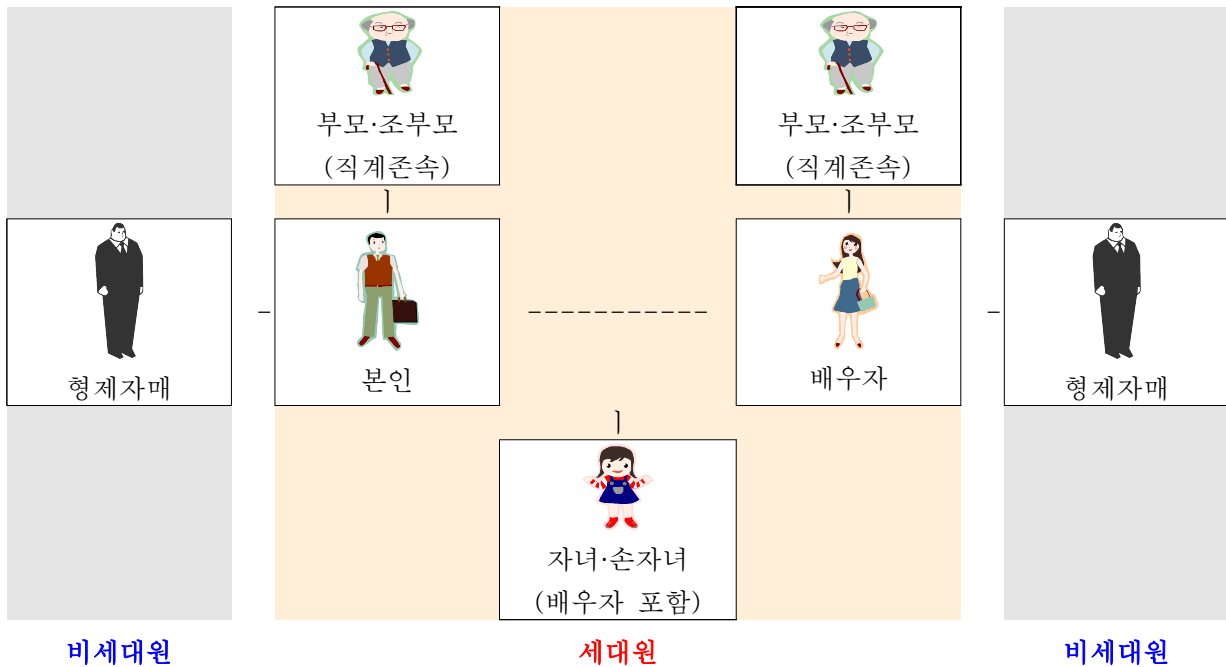 부모·조부모
(직계존속)
부모·조부모
(직계존속)
형제자매
본인
배우자
형제자매
자녀·손자녀
(배우자 포함)
비세대원
세대원
비세대원